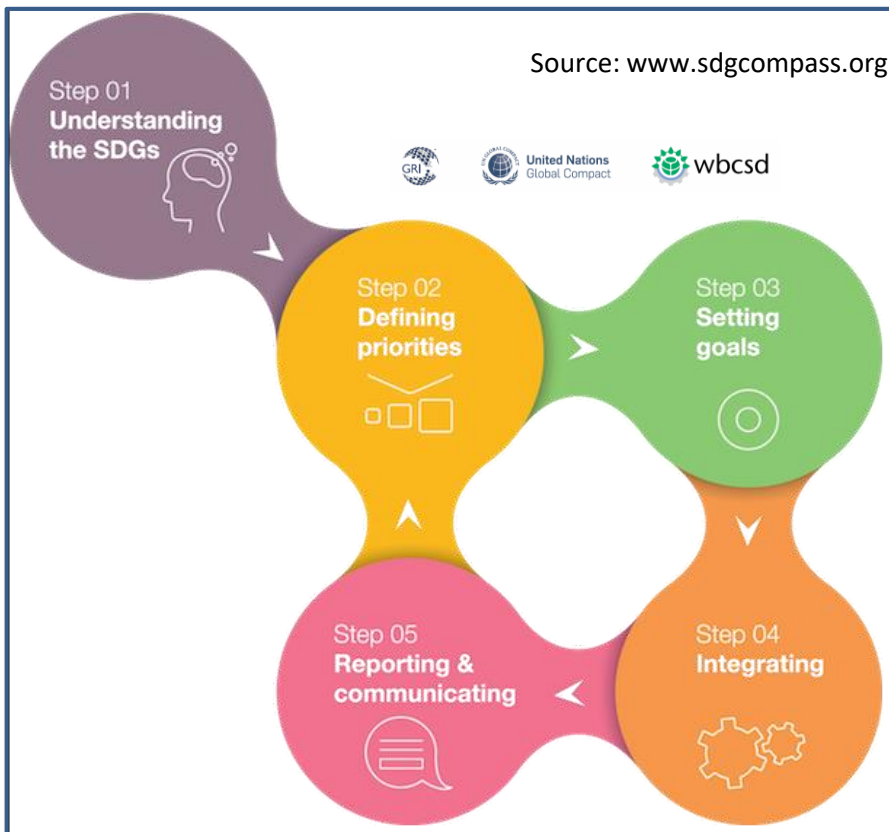 Source: www.sdgcompass.org
Step 01
Understanding
the SDGs
GRI
United Nations
Global Compact
wbcsd
Step 02
Defining
priorities
Step 03
Setting
goals
Step 05
Reporting &
communicating
Step 04
Integrating